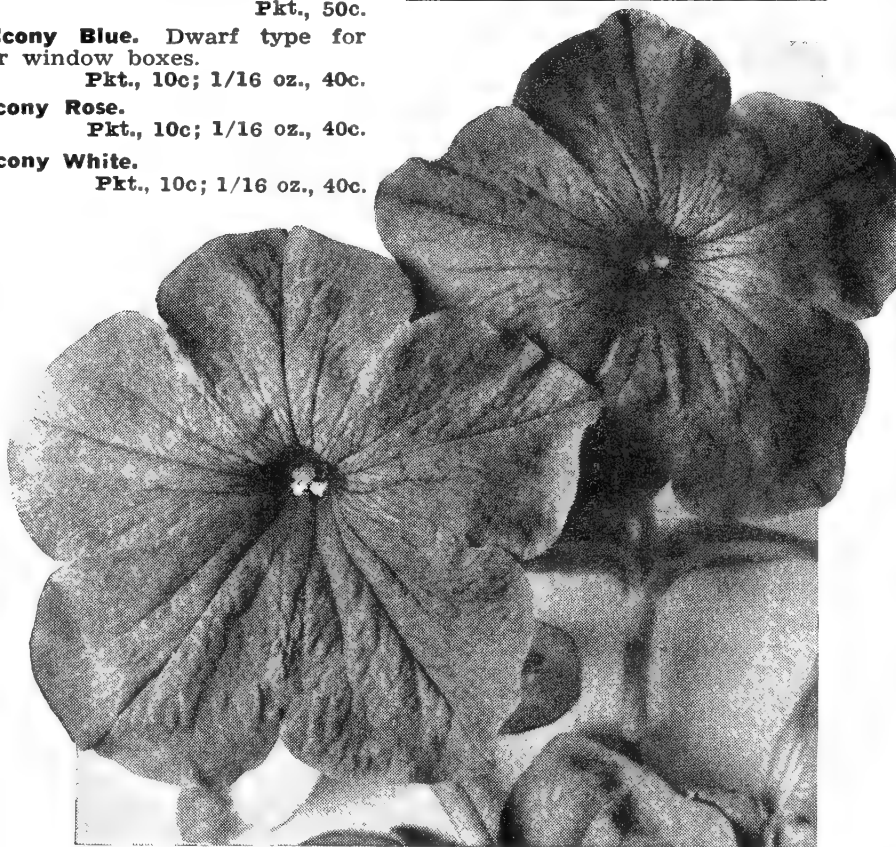 Pkt., 50c.
cony Blue. Dwarf type for
r window boxes.
Pkt., 10c; 1/16 oz., 40c.
cony Rose.
Pkt., 10c; 1/16 oz., 40c.
cony White.
Pkt., 10c; 1/16 oz., 40c.